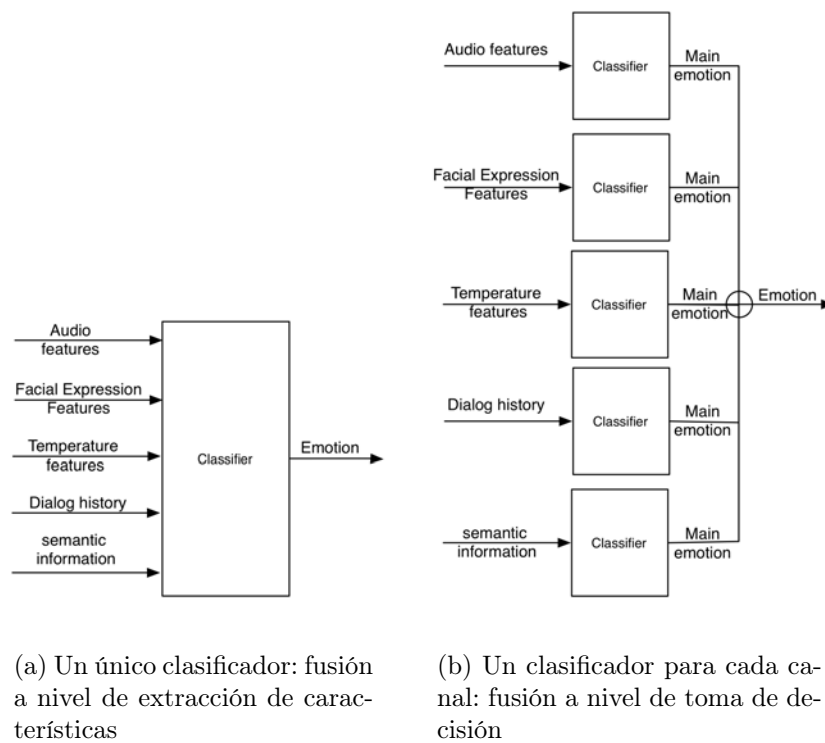 Audio
features
Facial Expression
Features
Temperature
features
Dialog history
semantic
information
Classifier
Emotion
Audio features
Classifier
Main
emotion
Facial Expression
Features
Classifier
Main
emotion
Temperature
features
Classifier
Main
emotion
Emotion
Dialog history
Classifier
Main
emotion
semantic
information
Classifier
Main
emotion
(a) Un único clasificador: fusión
a nivel de extracción de carac-
terísticas
(b) Un clasificador para cada ca-
nal: fusión a nivel de toma de de-
cisión